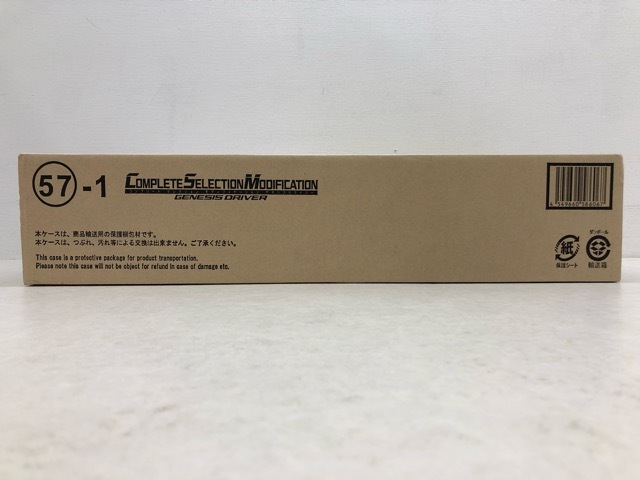 57-1
COMPLETE SELECTION MODIFICATION
GENESIS DRIVER
本ケースは、商品輸送用の保護梱包材です。
本ケースは、つぶれ、汚れ等による交換は出来ません。ご了承ください。
This case is a protective package for product transportation.
Please note this case will not be object for refund in case of damage etc.
紙
保護シート
ダンボール
輸送箱